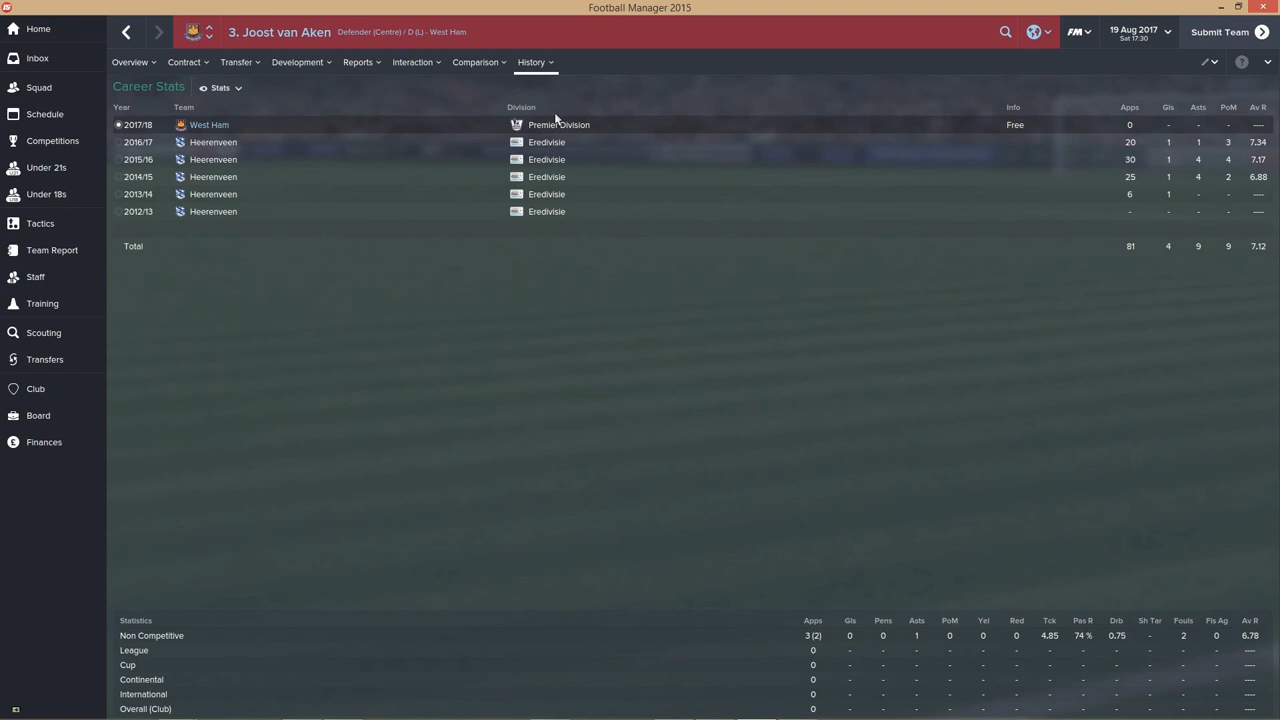 Football Manager 2015
Home
Inbox
Squad
Schedule
Competitions
Under 21s
Under 18s
Tactics
Team Report
Staff
Training
Scouting
Transfers
Club
Board
Finances
3. Joost van Aken Defender (Centre) / D (L) - West Ham
FM 19 Aug 2017 Sat 17:30 Submit Team
Overview Contract Transfer Development Reports Interaction Comparison History
Career Stats Stats
Year Team Division Info Apps Gls Asts PoM Av R
2017/18 West Ham Premier Division Free 0 - - - ----
2016/17 Heerenveen Eredivisie 20 1 1 3 7.34
2015/16 Heerenveen Eredivisie 30 1 4 4 7.17
2014/15 Heerenveen Eredivisie 25 1 4 2 6.88
2013/14 Heerenveen Eredivisie 6 1 - - ----
2012/13 Heerenveen Eredivisie - - - - ----
Total 81 4 9 9 7.12
Statistics Apps Gls Pens Asts PoM Yel Red Tck Pas R Drb Sh Tar Fouls Fls Ag Av R
Non Competitive 3 (2) 0 0 1 0 0 0 4.85 74 % 0.75 - 2 0 6.78
League 0 - - - - - - - - - - - - ----
Cup 0 - - - - - - - - - - - - ----
Continental 0 - - - - - - - - - - - - ----
International 0 - - - - - - - - - - - - ----
Overall (Club) 0 - - - - - - - - - - - - ----